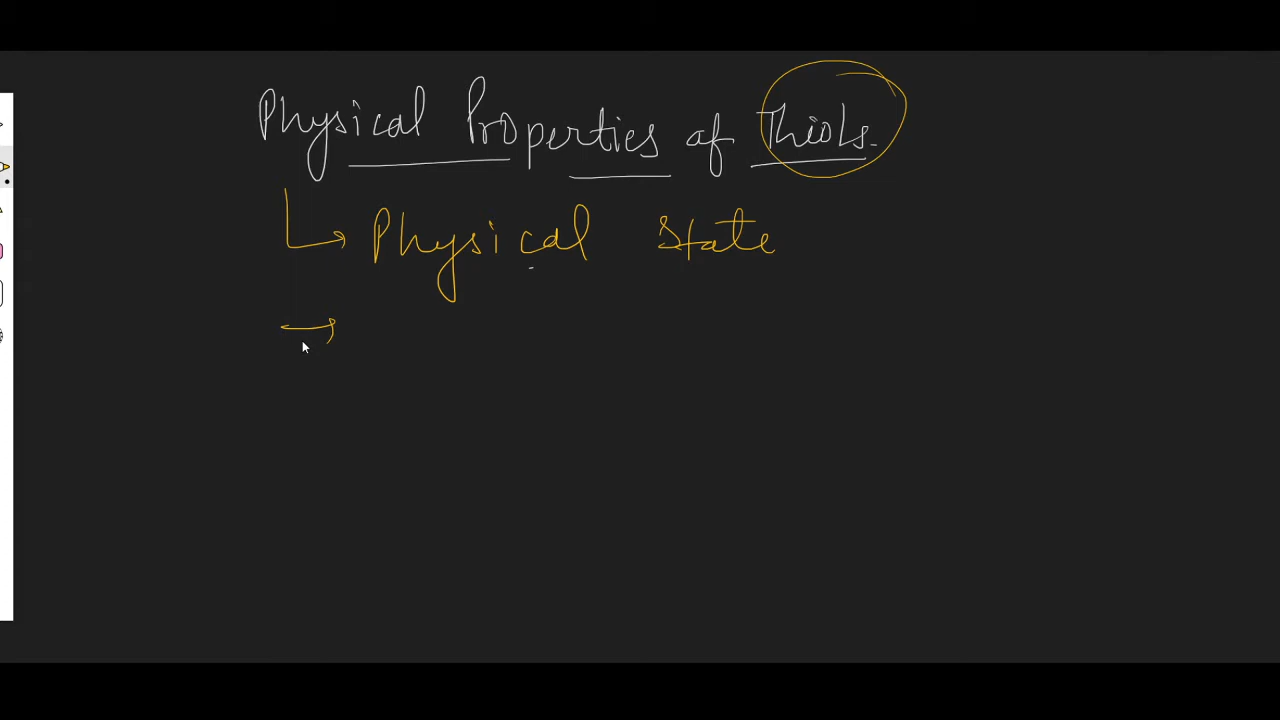 Physical Properties of Thiols.
↳ Physical State
→